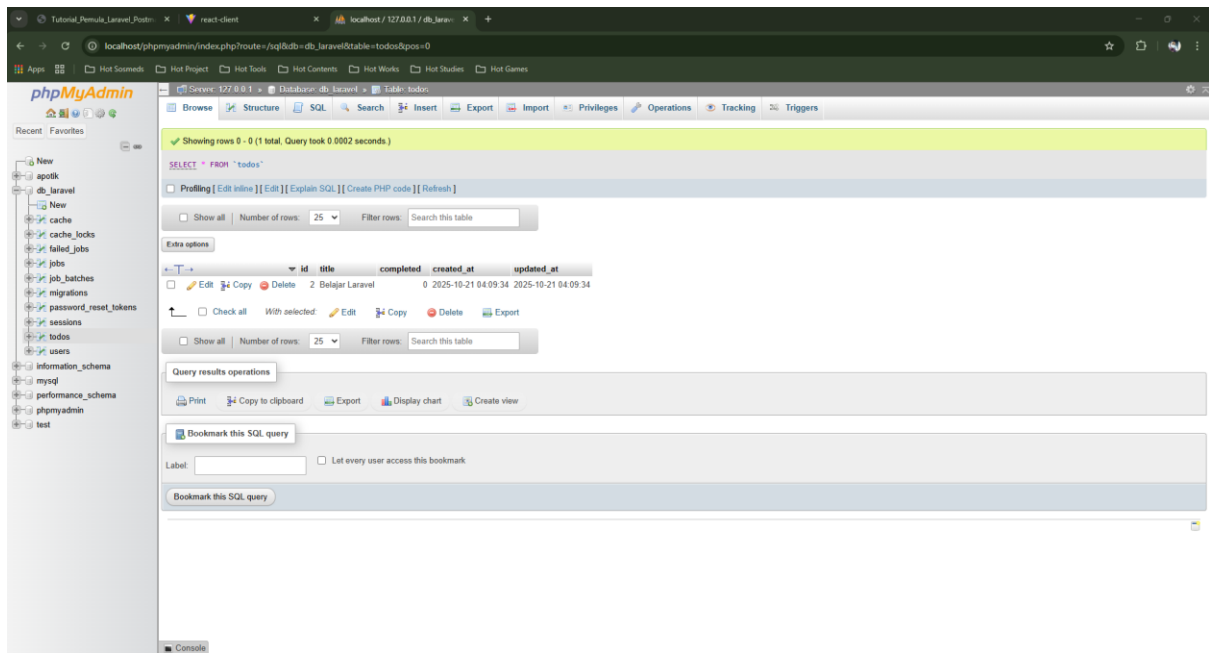 Tutorial_Pemula_Laravel_Postm
react-client
localhost / 127.0.0.1 / db_larav
localhost/phpmyadmin/index.php?route=/sql&db=db_laravel&table=todos&pos=0
Apps Hot Sosmeds Hot Project Hot Tools Hot Contents Hot Works Hot Studies Hot Games
phpMyAdmin
Recent Favorites
New
apotik
db_laravel
New
cache
cache_locks
failed_jobs
jobs
job_batches
migrations
password_reset_tokens
sessions
todos
users
information_schema
mysql
performance_schema
phpmyadmin
test
Server: 127.0.0.1 » Database: db_laravel » Table: todos
Browse Structure SQL Search Insert Export Import Privileges Operations Tracking Triggers
Showing rows 0 - 0 (1 total, Query took 0.0002 seconds.)
SELECT * FROM `todos`
Profiling [ Edit inline ] [ Edit ] [ Explain SQL ] [ Create PHP code ] [ Refresh ]
Show all | Number of rows: 25 Filter rows: Search this table
Extra options
←T→ id title completed created_at updated_at
Edit Copy Delete 2 Belajar Laravel 0 2025-10-21 04:09:34 2025-10-21 04:09:34
Check all With selected: Edit Copy Delete Export
Show all | Number of rows: 25 Filter rows: Search this table
Query results operations
Print Copy to clipboard Export Display chart Create view
Bookmark this SQL query
Label: Let every user access this bookmark
Bookmark this SQL query
Console